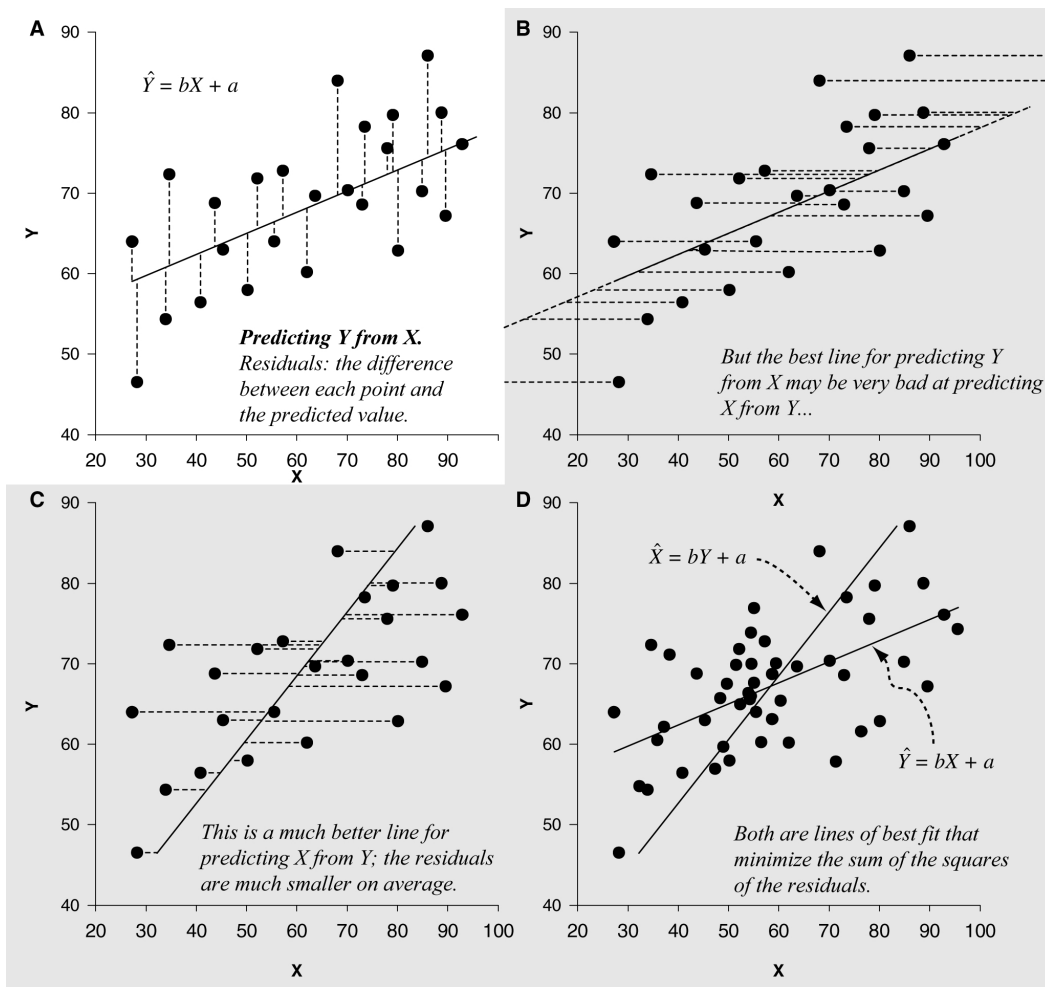 A
90
80
70
60
50
40
Y
Ŷ = bX + a
Predicting Y from X.
Residuals: the difference
between each point and
the predicted value.
20 30 40 50 60 70 80 90
X
B
90
80
70
60
50
40
Y
But the best line for predicting Y
from X may be very bad at predicting
X from Y...
20 30 40 50 60 70 80 90 100
X
C
90
80
70
60
50
40
Y
This is a much better line for
predicting X from Y; the residuals
are much smaller on average.
20 30 40 50 60 70 80 90 100
X
D
90
80
70
60
50
40
Y
X̂ = bY + a
Ŷ = bX + a
Both are lines of best fit that
minimize the sum of the squares
of the residuals.
20 30 40 50 60 70 80 90 100
X